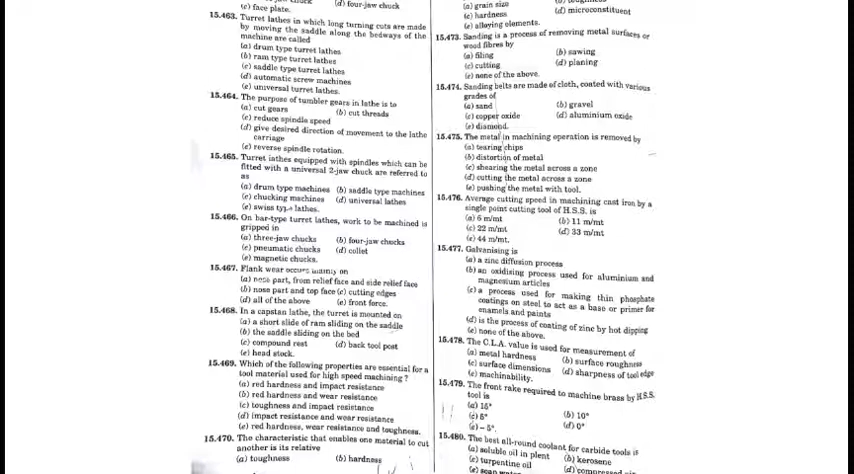 (d) four-jaw chuck
(e) face plate.
15.463. Turret lathes in which long turning cuts are made
by moving the saddle along the bedways of the
machine are called
(a) drum type turret lathes
(b) ram type turret lathes
(c) saddle type turret lathes
(d) automatic screw machines
(e) universal turret lathes.
15.464. The purpose of tumbler gears in lathe is to
(a) cut gears (b) cut threads
(c) reduce spindle speed
(d) give desired direction of movement to the lathe
carriage
(e) reverse spindle rotation.
15.465. Turret lathes equipped with spindles which can be
fitted with a universal 2-jaw chuck are referred to
as
(a) drum type machines (b) saddle type machines
(c) chucking machines (d) universal lathes
(e) swiss type lathes.
15.466. On bar-type turret lathes, work to be machined is
gripped in
(a) three-jaw chucks (b) four-jaw chucks
(c) pneumatic chucks (d) collet
(e) magnetic chucks.
15.467. Flank wear occurs mainly on
(a) nose part, from relief face and side relief face
(b) nose part and top face (c) cutting edges
(d) all of the above (e) front force.
15.468. In a capstan lathe, the turret is mounted on
(a) a short slide of ram sliding on the saddle
(b) the saddle sliding on the bed
(c) compound rest (d) back tool post
(e) head stock.
15.469. Which of the following properties are essential for a
tool material used for high speed machining ?
(a) red hardness and impact resistance
(b) red hardness and wear resistance
(c) toughness and impact resistance
(d) impact resistance and wear resistance
(e) red hardness, wear resistance and toughness.
15.470. The characteristic that enables one material to cut
another is its relative
(a) toughness (b) hardness
(a) grain size
(c) hardness (d) microconstituent
(e) alloying elements.
15.473. Sanding is a process of removing metal surfaces or
wood fibres by
(a) filing (b) sawing
(c) cutting (d) planing
(e) none of the above.
15.474. Sanding belts are made of cloth, coated with various
grades of
(a) sand (b) gravel
(c) copper oxide (d) aluminium oxide
(e) diamond.
15.475. The metal in machining operation is removed by
(a) tearing chips
(b) distortion of metal
(c) shearing the metal across a zone
(d) cutting the metal across a zone
(e) pushing the metal with tool.
15.476. Average cutting speed in machining cast iron by a
single point cutting tool of H.S.S. is
(a) 6 m/mt (b) 11 m/mt
(c) 22 m/mt (d) 33 m/mt
(e) 44 m/mt.
15.477. Galvanising is
(a) a zinc diffusion process
(b) an oxidising process used for aluminium and
magnesium articles
(c) a process used for making thin phosphate
coatings on steel to act as a base or primer for
enamels and paints
(d) is the process of coating of zinc by hot dipping
(e) none of the above.
15.478. The C.L.A. value is used for measurement of
(a) metal hardness (b) surface roughness
(c) surface dimensions (d) sharpness of tool edge
(e) machinability.
15.479. The front rake required to machine brass by H.S.S.
tool is
(a) 15° (b) 10°
(c) 5° (d) 0°
(e) – 5°.
15.480. The best all-round coolant for carbide tools is
(a) soluble oil in plent (b) kerosene
(c) turpentine oil